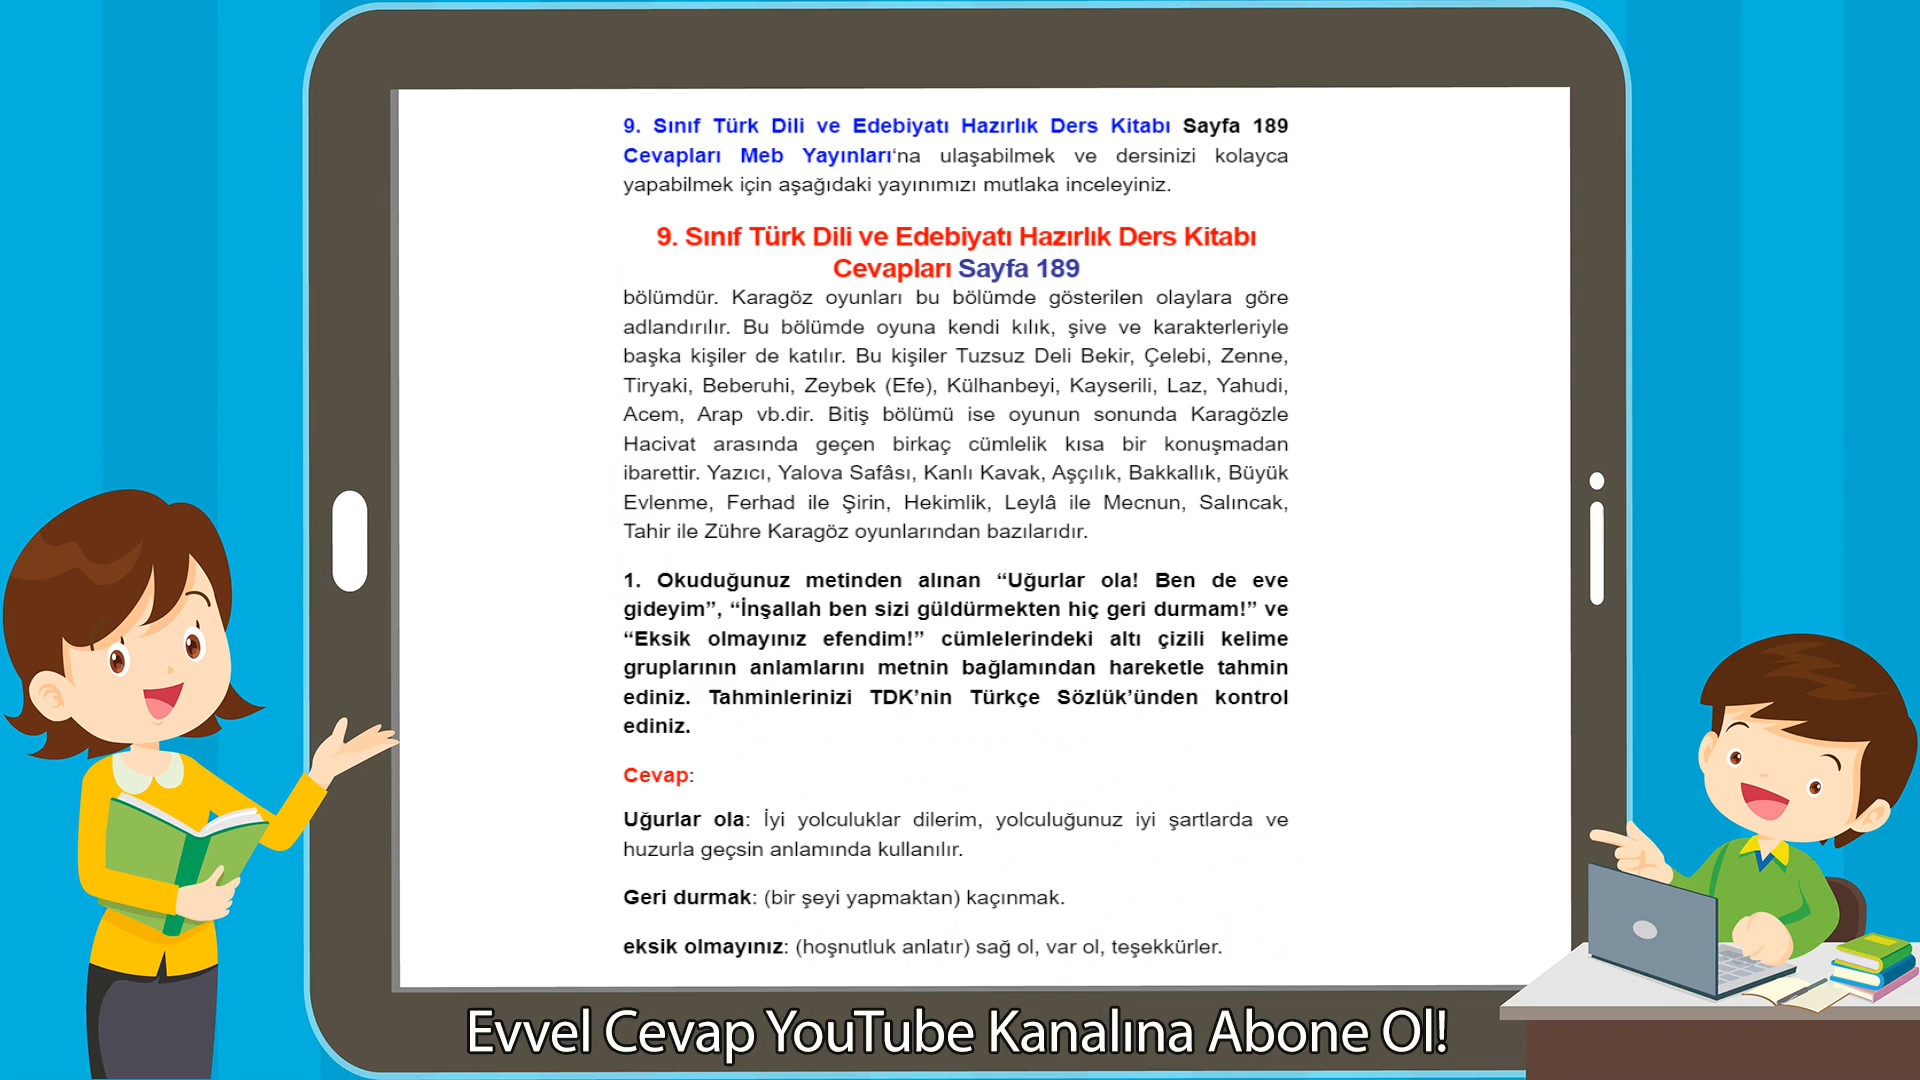 9. Sınıf Türk Dili ve Edebiyatı Hazırlık Ders Kitabı Sayfa 189
Cevapları Meb Yayınları‘na ulaşabilmek ve dersinizi kolayca
yapabilmek için aşağıdaki yayınımızı mutlaka inceleyiniz.
9. Sınıf Türk Dili ve Edebiyatı Hazırlık Ders Kitabı
Cevapları Sayfa 189
bölümdür. Karagöz oyunları bu bölümde gösterilen olaylara göre
adlandırılır. Bu bölümde oyuna kendi kılık, şive ve karakterleriyle
başka kişiler de katılır. Bu kişiler Tuzsuz Deli Bekir, Çelebi, Zenne,
Tiryaki, Beberuhi, Zeybek (Efe), Külhanbeyi, Kayserili, Laz, Yahudi,
Acem, Arap vb.dir. Bitiş bölümü ise oyunun sonunda Karagözle
Hacivat arasında geçen birkaç cümlelik kısa bir konuşmadan
ibarettir. Yazıcı, Yalova Safâsı, Kanlı Kavak, Aşçılık, Bakkallık, Büyük
Evlenme, Ferhad ile Şirin, Hekimlik, Leylâ ile Mecnun, Salıncak,
Tahir ile Zühre Karagöz oyunlarından bazılarıdır.
1. Okuduğunuz metinden alınan “Uğurlar ola! Ben de eve
gideyim”, “İnşallah ben sizi güldürmekten hiç geri durmam!” ve
“Eksik olmayınız efendim!” cümlelerindeki altı çizili kelime
gruplarının anlamlarını metnin bağlamından hareketle tahmin
ediniz. Tahminlerinizi TDK’nin Türkçe Sözlük’ünden kontrol
ediniz.
Cevap:
Uğurlar ola: İyi yolculuklar dilerim, yolculuğunuz iyi şartlarda ve
huzurla geçsin anlamında kullanılır.
Geri durmak: (bir şeyi yapmaktan) kaçınmak.
eksik olmayınız: (hoşnutluk anlatır) sağ ol, var ol, teşekkürler.
Evvel Cevap YouTube Kanalına Abone Ol!